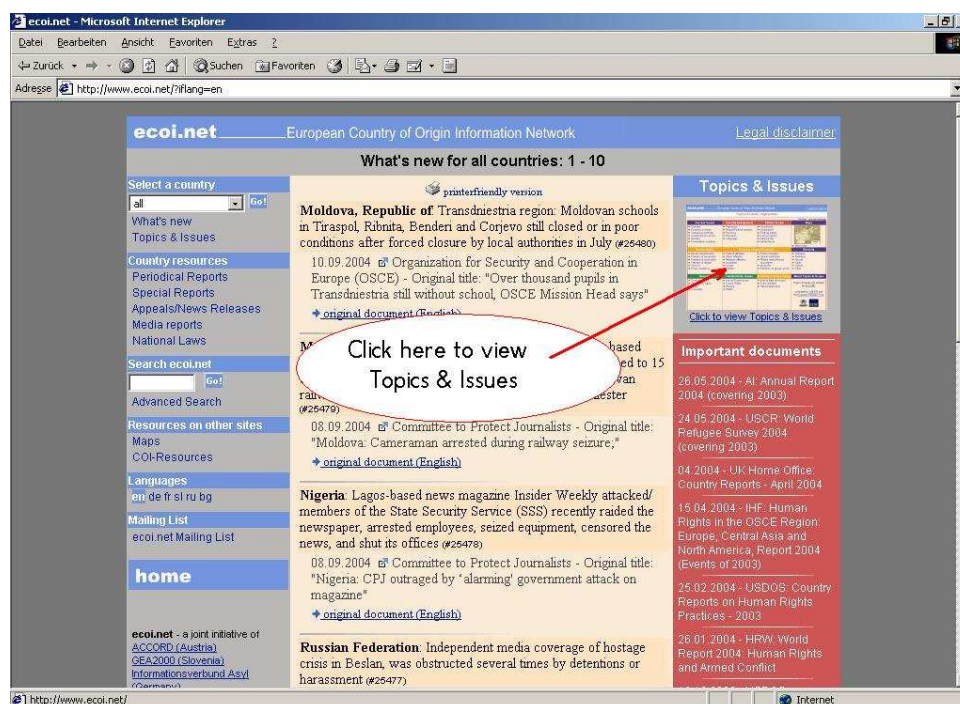 ecoi.net - Microsoft Internet Explorer
Datei Bearbeiten Ansicht Favoriten Extras ?
Zurück Suchen Favoriten
Adresse http://www.ecoi.net/?iflang=en
ecoi.net European Country of Origin Information Network Legal disclaimer
What's new for all countries: 1 - 10
Select a country
all Go!
What's new
Topics & Issues
Country resources
Periodical Reports
Special Reports
Appeals/News Releases
Media reports
National Laws
Search ecoi.net
Go!
Advanced Search
Resources on other sites
Maps
COI-Resources
Languages
en de fr sl ru bg
Mailing List
ecoi.net Mailing List
home
ecoi.net - a joint initiative of
ACCORD (Austria)
GEA2000 (Slovenia)
Informationsverbund Asyl
(Germany)
printerfriendly version
Moldova, Republic of: Transdniestria region: Moldovan schools
in Tiraspol, Ribnita, Benderi and Corjevo still closed or in poor
conditions after forced closure by local authorities in July (#25480)
10.09.2004 Organization for Security and Cooperation in
Europe (OSCE) - Original title: "Over thousand pupils in
Transdniestria still without school, OSCE Mission Head says"
original document (English)
Click here to view
Topics & Issues
based
ed to 15
van
ester
(#25479)
08.09.2004 Committee to Protect Journalists - Original title:
"Moldova: Cameraman arrested during railway seizure;"
original document (English)
Nigeria: Lagos-based news magazine Insider Weekly attacked/
members of the State Security Service (SSS) recently raided the
newspaper, arrested employees, seized equipment, censored the
news, and shut its offices (#25478)
08.09.2004 Committee to Protect Journalists - Original title:
"Nigeria: CPJ outraged by 'alarming' government attack on
magazine"
original document (English)
Russian Federation: Independent media coverage of hostage
crisis in Beslan, was obstructed several times by detentions or
harassment (#25477)
Topics & Issues
Click to view Topics & Issues
Important documents
26.05.2004 - AI: Annual Report
2004 (covering 2003)
24.05.2004 - USCR: World
Refugee Survey 2004
(covering 2003)
04.2004 - UK Home Office:
Country Reports - April 2004
15.04.2004 - IHF: Human
Rights in the OSCE Region:
Europe, Central Asia and
North America, Report 2004
(Events of 2003)
25.02.2004 - USDOS: Country
Reports on Human Rights
Practices - 2003
26.01.2004 - HRW: World
Report 2004: Human Rights
and Armed Conflict
http://www.ecoi.net/ Internet